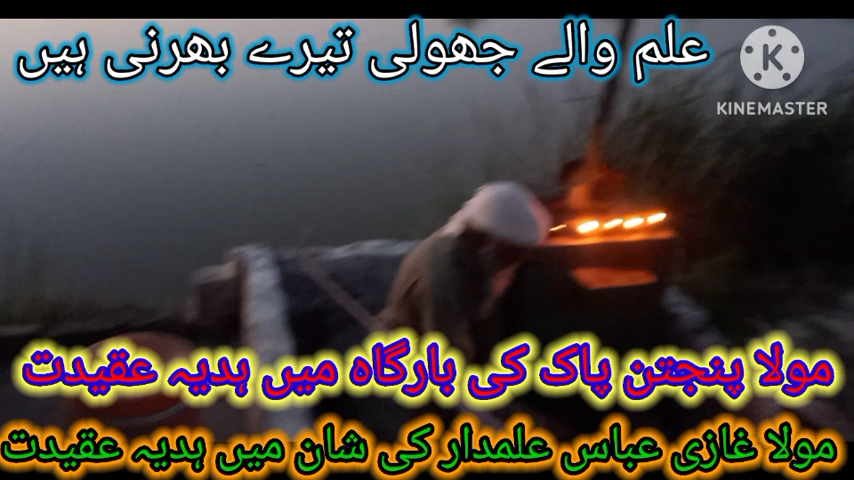 علم والے جھولی تیرے بھرنی ہیں
KINEMASTER
مولا پنجتن پاک کی بارگاہ میں ہدیہ عقیدت
مولا غازی عباس علمدار کی شان میں ہدیہ عقیدت